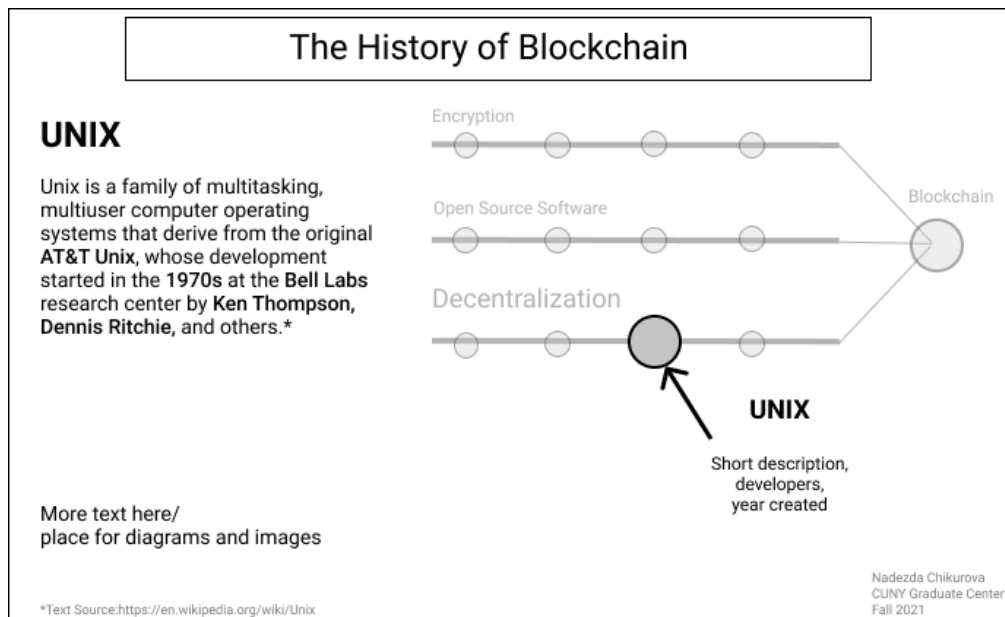 The History of Blockchain
UNIX
Unix is a family of multitasking,
multiuser computer operating
systems that derive from the original
AT&T Unix, whose development
started in the 1970s at the Bell Labs
research center by Ken Thompson,
Dennis Ritchie, and others.*
More text here/
place for diagrams and images
*Text Source:https://en.wikipedia.org/wiki/Unix
Encryption
Open Source Software
Decentralization
Blockchain
UNIX
Short description,
developers,
year created
Nadezda Chikurova
CUNY Graduate Center
Fall 2021